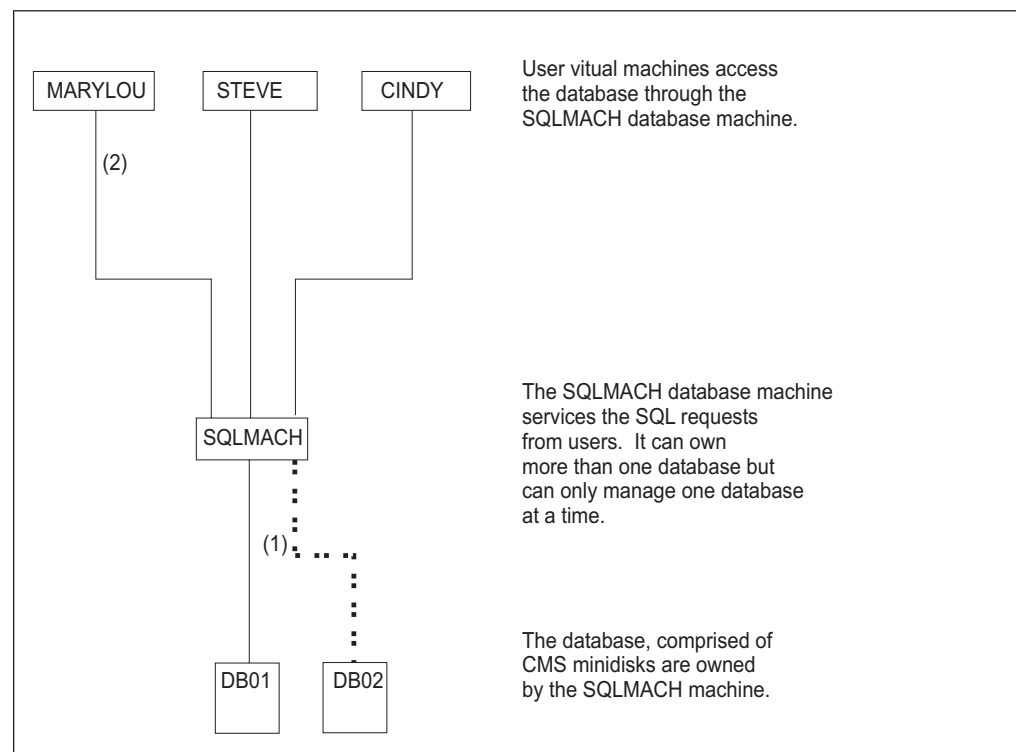 MARYLOU STEVE CINDY
User vitual machines access
the database through the
SQLMACH database machine.
(2)
The SQLMACH database machine
services the SQL requests
from users. It can own
more than one database but
can only manage one database
at a time.
SQLMACH
(1)
The database, comprised of
CMS minidisks are owned
by the SQLMACH machine.
DB01 DB02